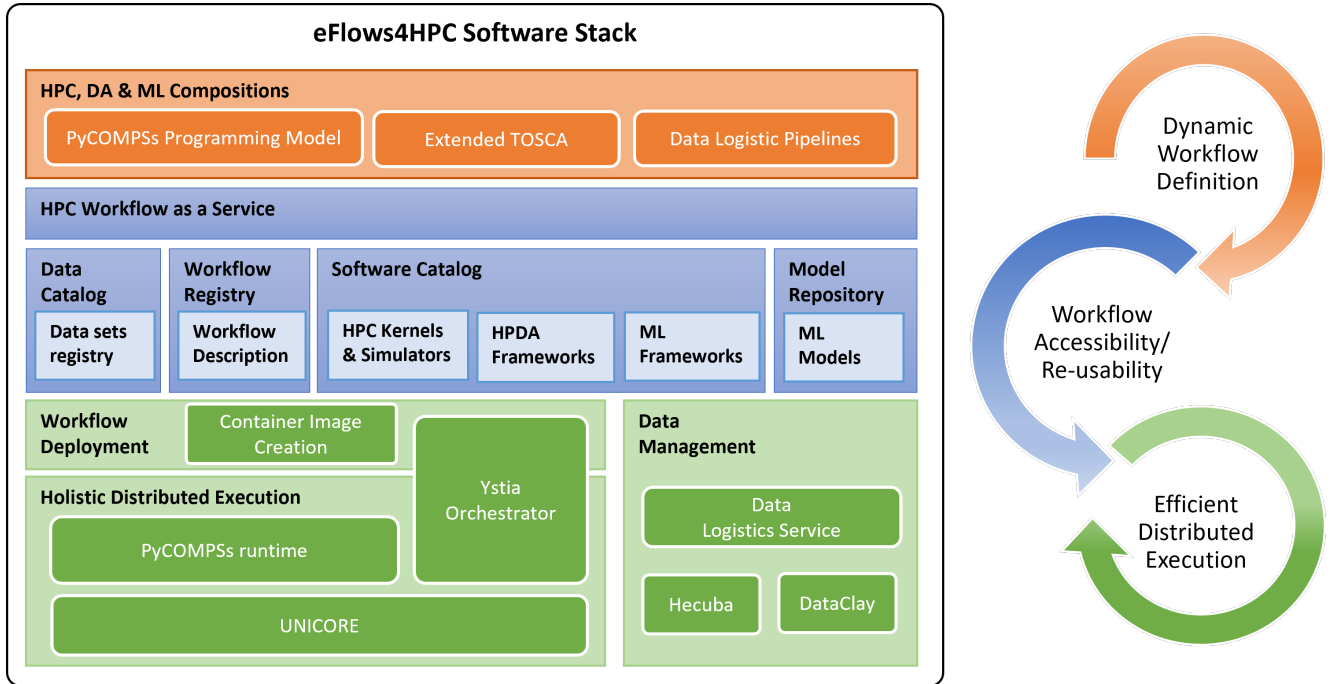 eFlows4HPC Software Stack
HPC, DA & ML Compositions
PyCOMPSs Programming Model
Extended TOSCA
Data Logistic Pipelines
HPC Workflow as a Service
Data
Catalog
Data sets
registry
Workflow
Registry
Workflow
Description
Software Catalog
HPC Kernels
& Simulators
HPDA
Frameworks
ML
Frameworks
Model
Repository
ML
Models
Workflow
Deployment
Container Image
Creation
Ystia
Orchestrator
Holistic Distributed Execution
PyCOMPSs runtime
UNICORE
Data
Management
Data
Logistics Service
Hecuba
DataClay
Dynamic
Workflow
Definition
Workflow
Accessibility/
Re-usability
Efficient
Distributed
Execution